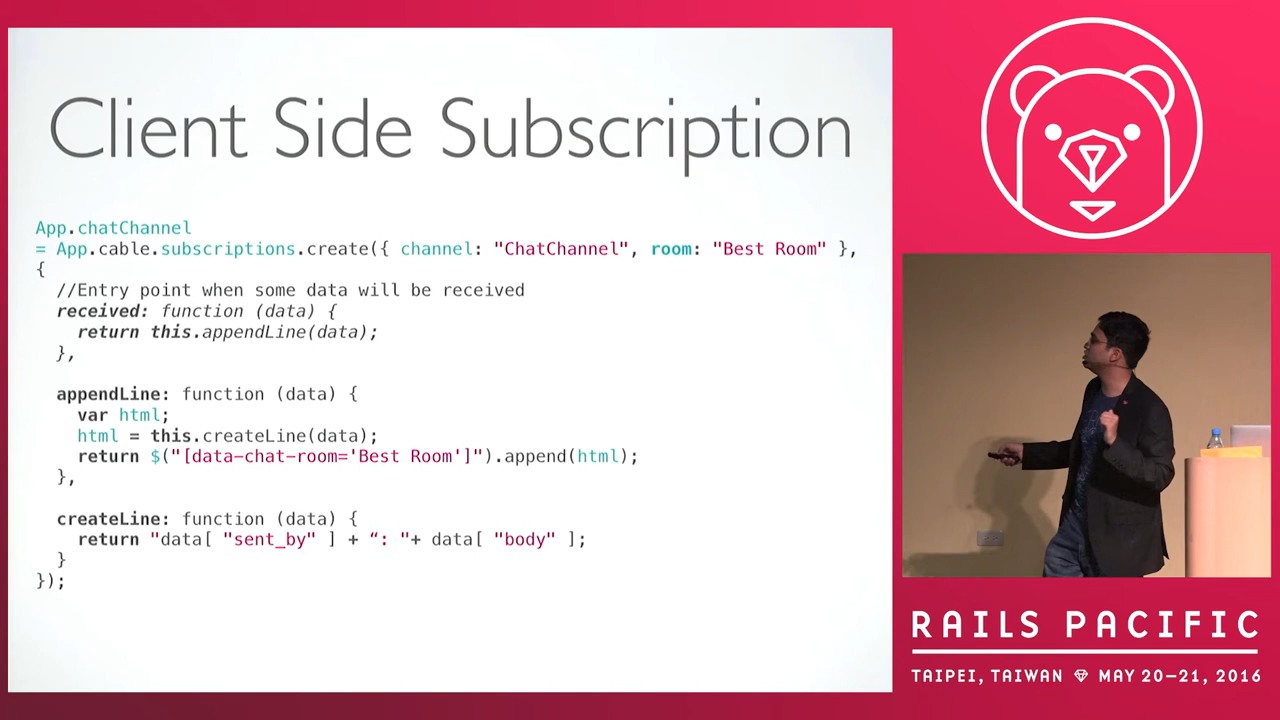 Client Side Subscription
App.chatChannel
= App.cable.subscriptions.create({ channel: "ChatChannel", room: "Best Room" },
{
  //Entry point when some data will be received
  received: function (data) {
    return this.appendLine(data);
  },
  appendLine: function (data) {
    var html;
    html = this.createLine(data);
    return $("[data-chat-room='Best Room']").append(html);
  },
  createLine: function (data) {
    return "data[ "sent_by" ] + “: "+ data[ "body" ];
  }
});
RAILS PACIFIC
TAIPEI, TAIWAN MAY 20–21, 2016